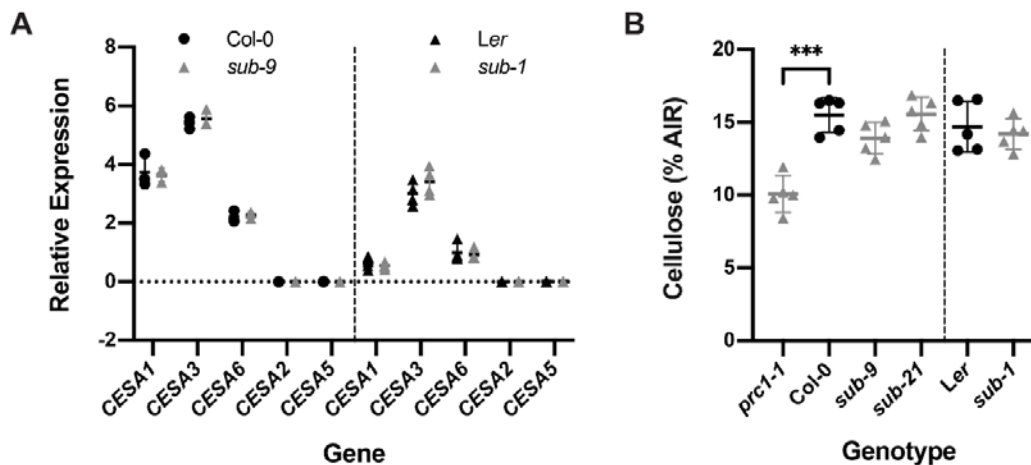 A
Col-0
sub-9
Ler
sub-1
Relative Expression
8
6
4
2
0
-2
CESA1
CESA3
CESA6
CESA2
CESA5
CESA1
CESA3
CESA6
CESA2
CESA5
Gene
B
***
Cellulose (% AIR)
20
15
10
5
0
prc1-1
Col-0
sub-9
sub-21
Ler
sub-1
Genotype